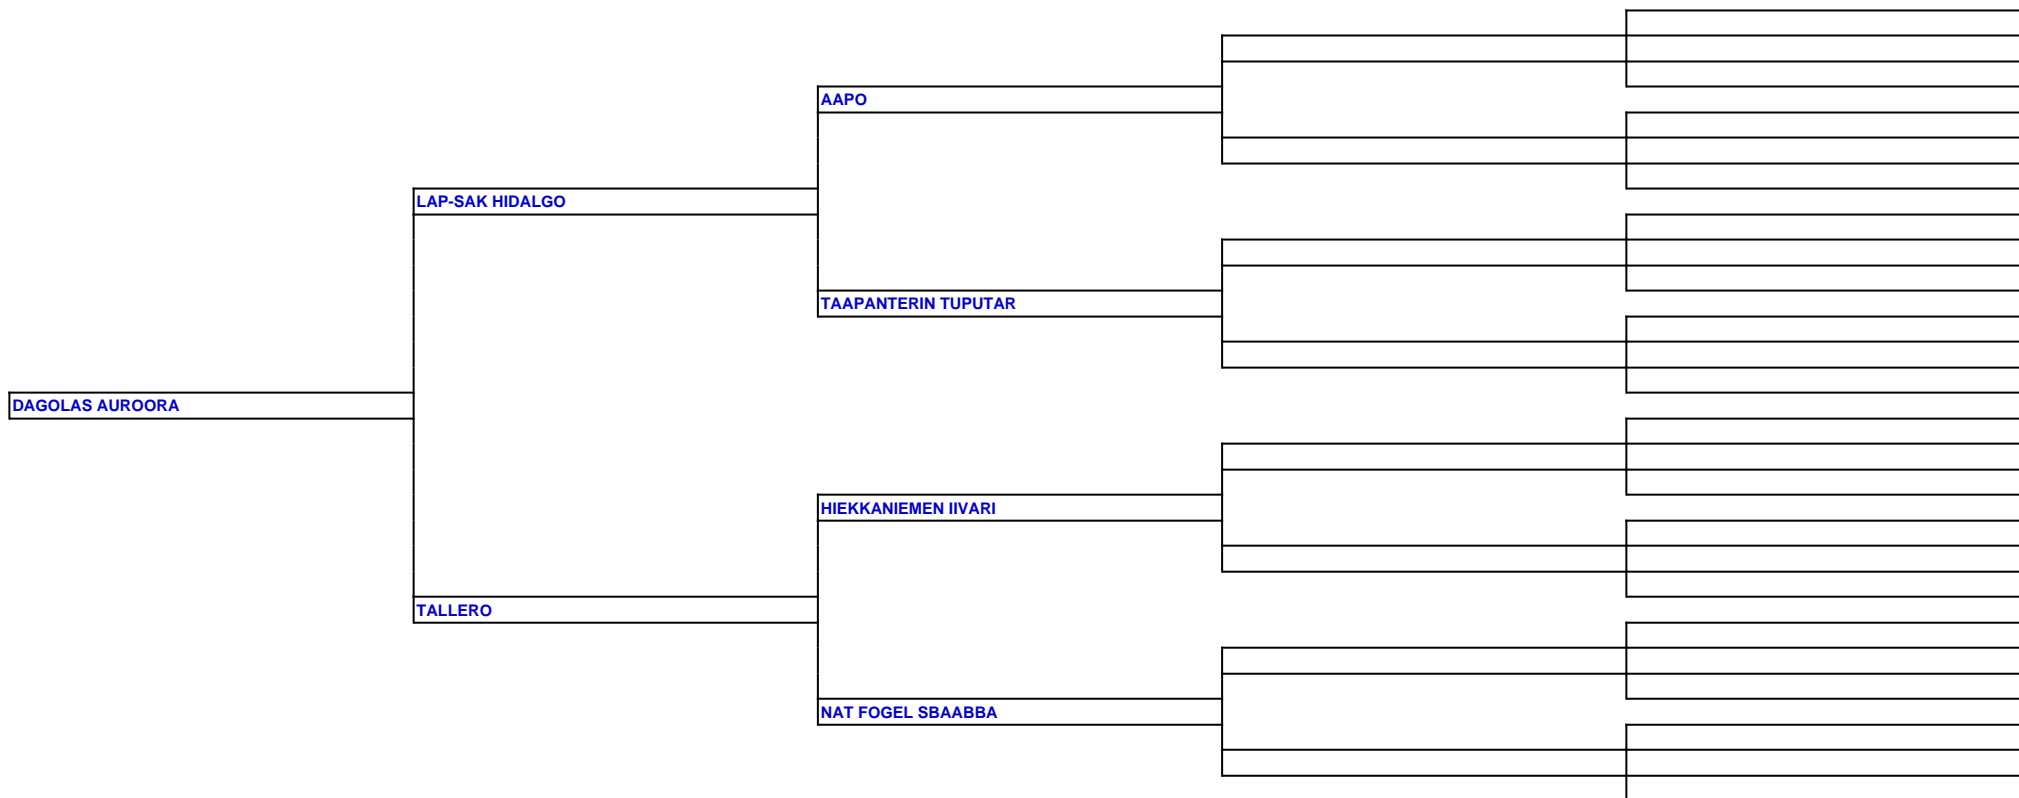 AAPO
LAP-SAK HIDALGO
TAAPANTERIN TUPUTAR
DAGOLAS AUROORA
HIEKKANIEMEN IIVARI
TALLERO
NAT FOGEL SBAABBA